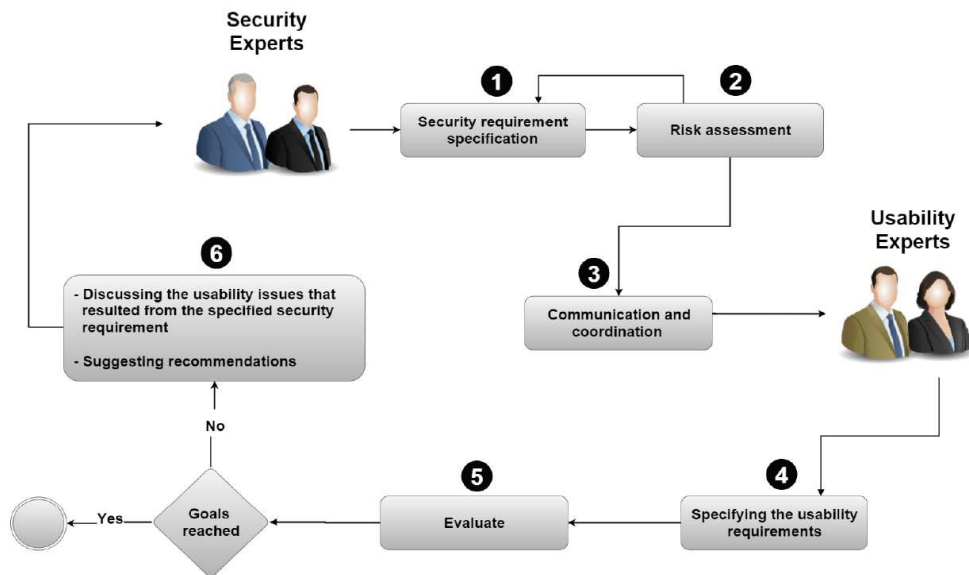 Security
Experts
1
Security requirement
specification
2
Risk assessment
Usability
Experts
3
Communication and
coordination
6
- Discussing the usability issues that
resulted from the specified security
requirement
- Suggesting recommendations
No
4
Specifying the usability
requirements
5
Evaluate
Goals
reached
Yes